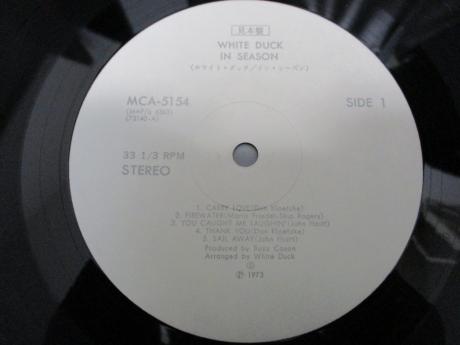 見本盤
WHITE DUCK
IN SEASON
(ホワイト・ダック/イン・シーズン)
MCA-5154
SIDE 1
(73140-A)
33 1/3 RPM
STEREO
1. CARRY LOVE(Don Kloetzke)
2. FIREWATER(Mario Friedel-Skip Rogers)
3. YOU CAUGHT ME LAUGHIN'(John Hiatt)
4. THANK YOU(Don Kloetzke)
5. SAIL AWAY(John Hiatt)
Produced by Buzz Cason
Arranged by White Duck
Ⓟ 1973